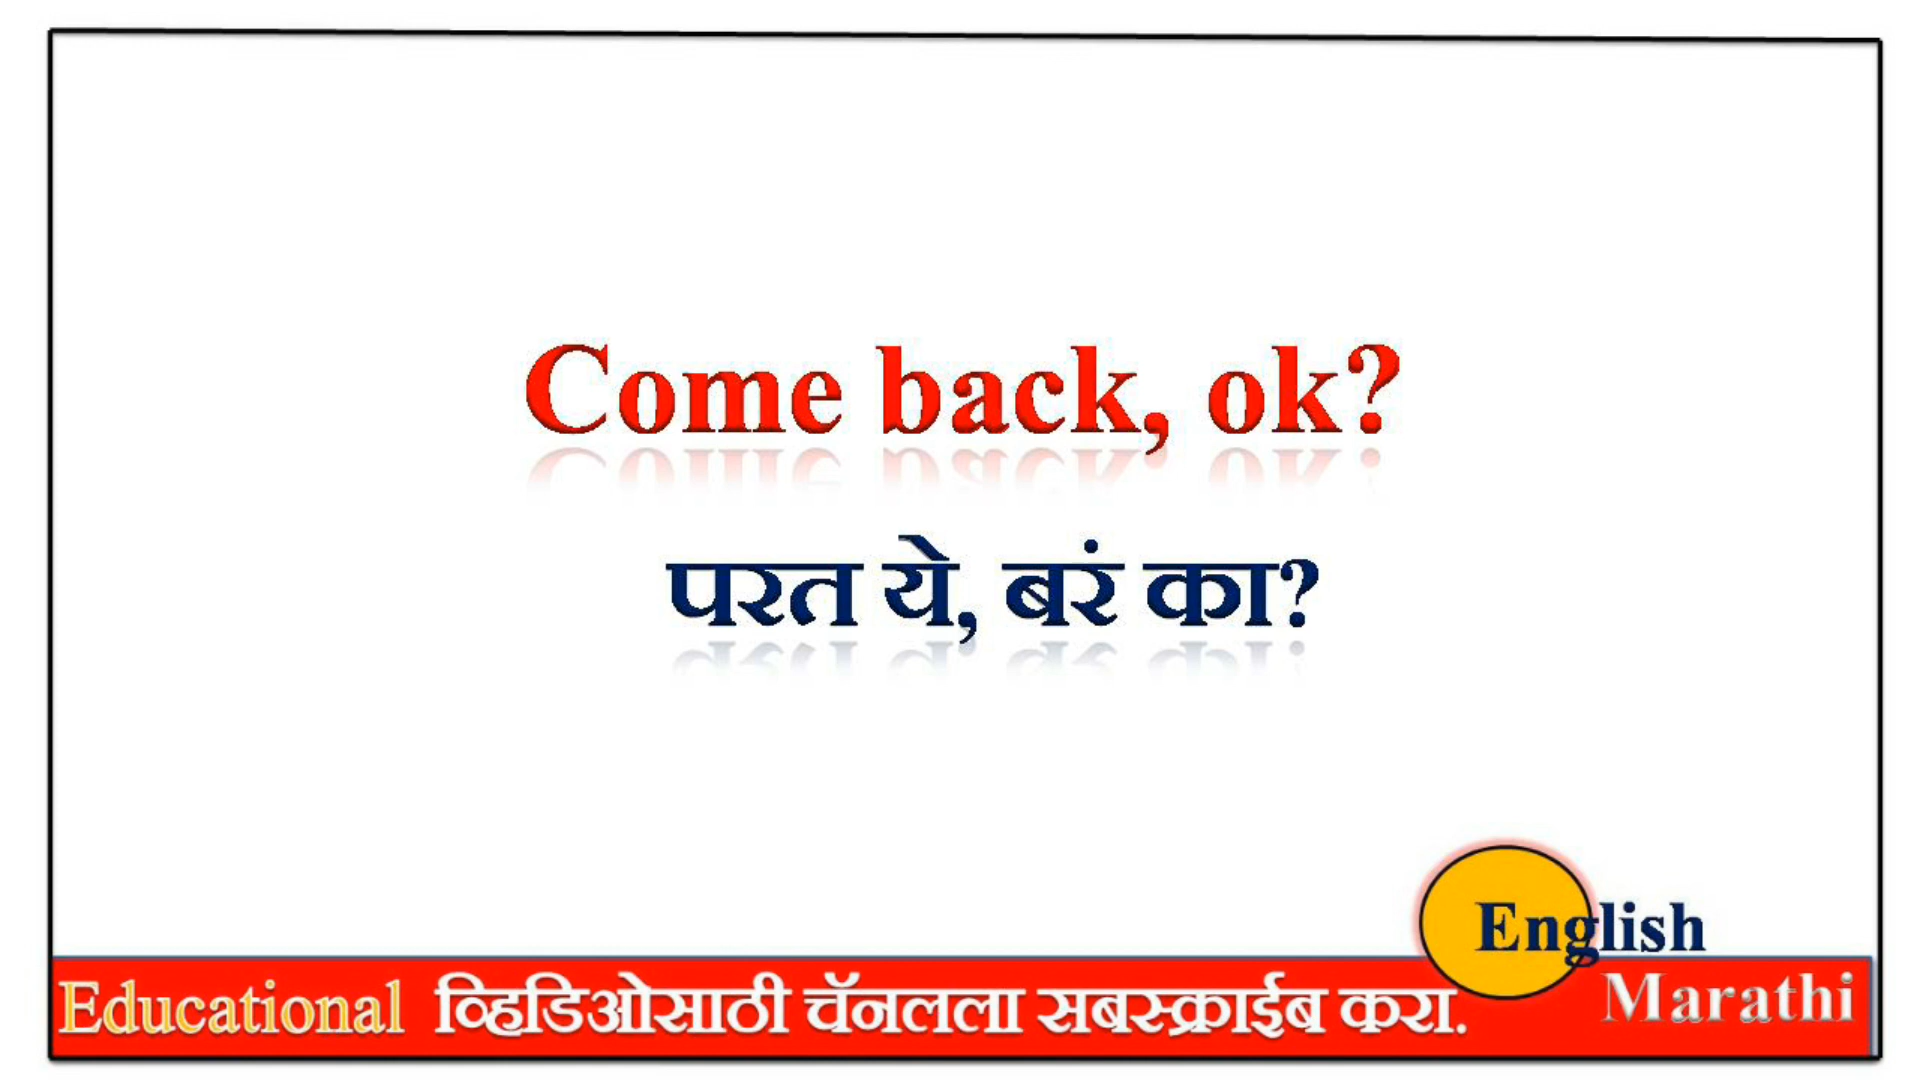 Come back, ok?
परत ये, बरं का?
English
Marathi
Educational व्हिडिओसाठी चॅनलला सबस्क्राईब करा.